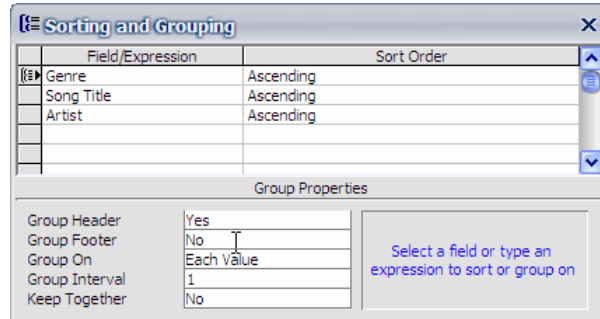 Sorting and Grouping
Field/Expression Sort Order
Genre Ascending
Song Title Ascending
Artist Ascending
Group Properties
Group Header Yes
Group Footer No
Group On Each Value
Group Interval 1
Keep Together No
Select a field or type an
expression to sort or group on